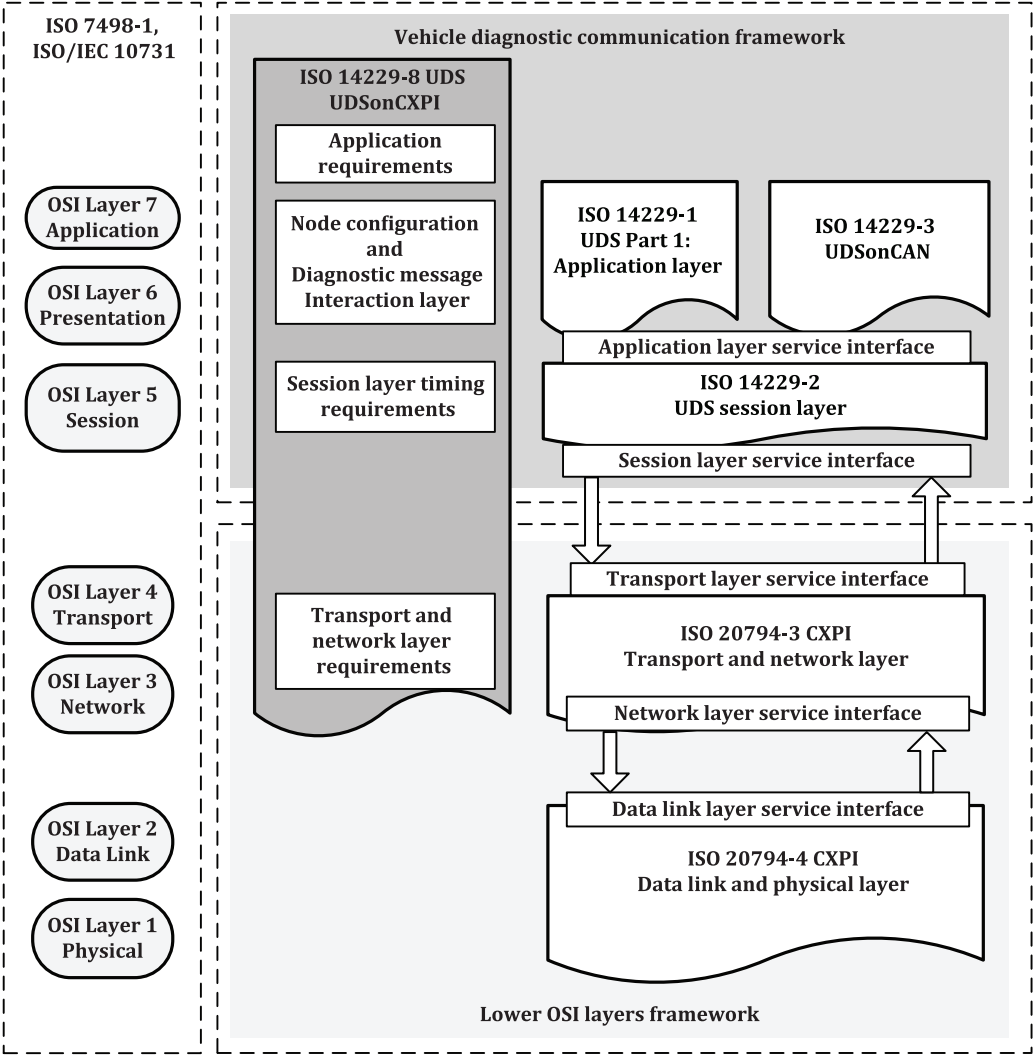 ISO 7498-1,
ISO/IEC 10731
OSI Layer 7
Application
OSI Layer 6
Presentation
OSI Layer 5
Session
OSI Layer 4
Transport
OSI Layer 3
Network
OSI Layer 2
Data Link
OSI Layer 1
Physical
Vehicle diagnostic communication framework
ISO 14229-8 UDS
UDSonCXPI
Application
requirements
Node configuration
and
Diagnostic message
Interaction layer
Session layer timing
requirements
Transport and
network layer
requirements
ISO 14229-1
UDS Part 1:
Application layer
ISO 14229-3
UDSonCAN
Application layer service interface
ISO 14229-2
UDS session layer
Session layer service interface
Transport layer service interface
ISO 20794-3 CXPI
Transport and network layer
Network layer service interface
Data link layer service interface
ISO 20794-4 CXPI
Data link and physical layer
Lower OSI layers framework